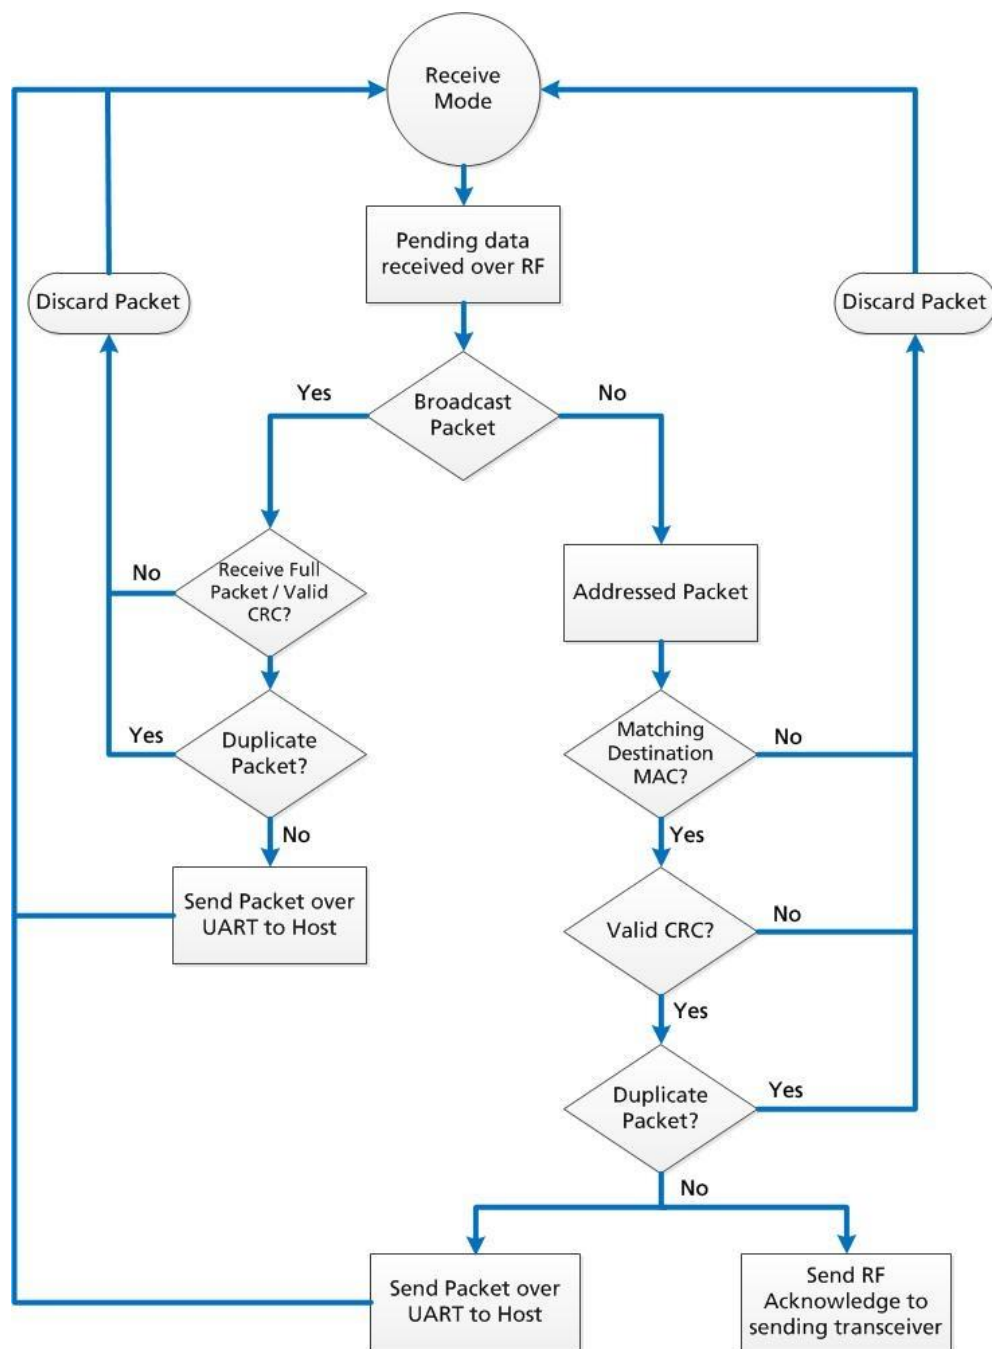 Receive
Mode
Pending data
received over RF
Discard Packet
Discard Packet
Yes
Broadcast
Packet
No
No
Receive Full
Packet / Valid
CRC?
Addressed Packet
Yes
Duplicate
Packet?
Matching
Destination
MAC?
No
No
Yes
Send Packet over
UART to Host
Valid CRC?
No
Yes
Duplicate
Packet?
Yes
No
Send Packet over
UART to Host
Send RF
Acknowledge to
sending transceiver